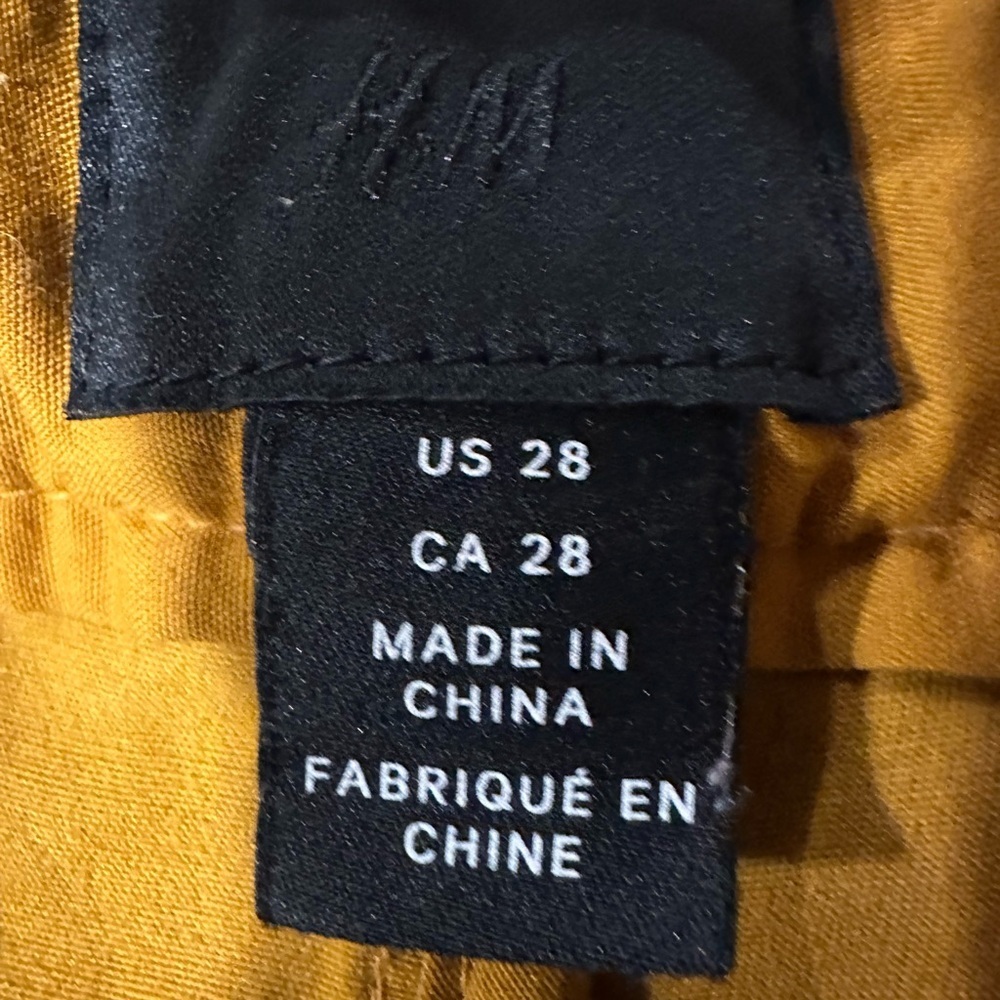 H&M
US 28
CA 28
MADE IN
CHINA
FABRIQUÉ EN
CHINE